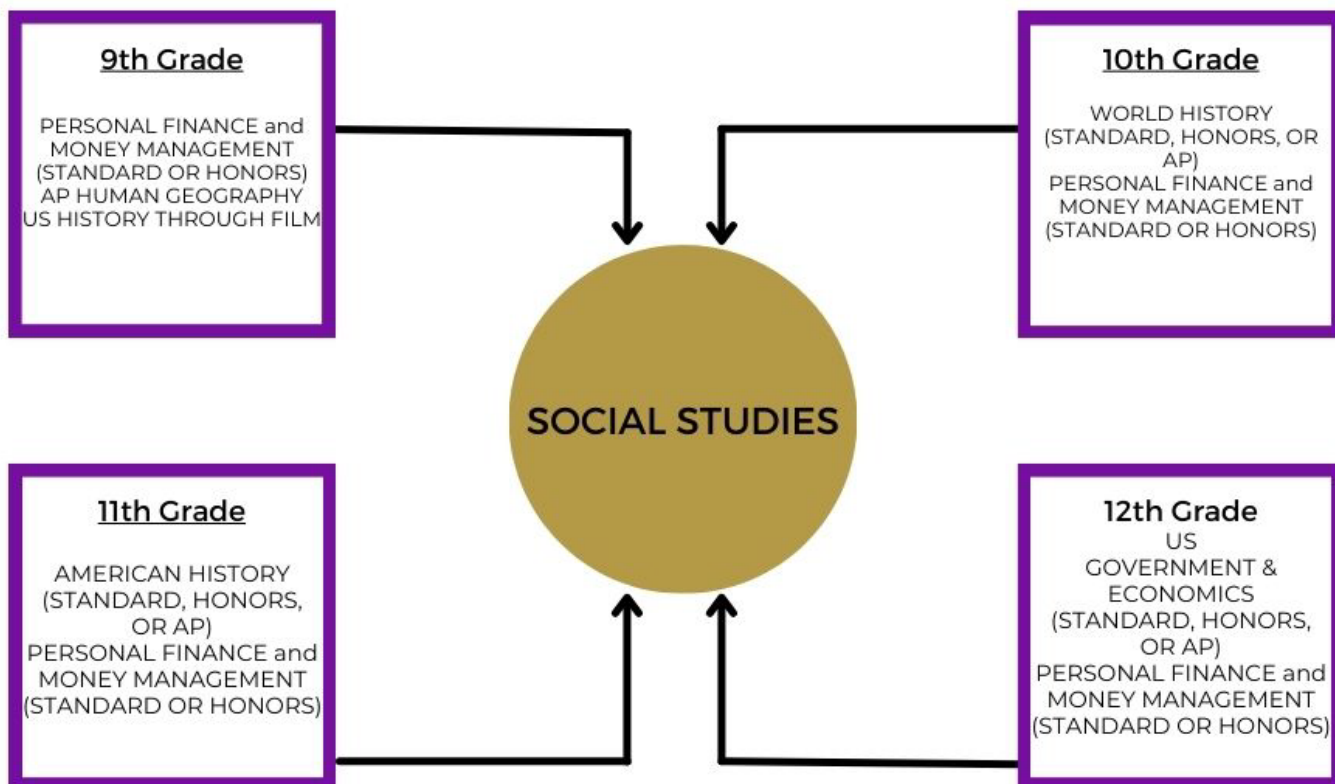 9th Grade
PERSONAL FINANCE and
MONEY MANAGEMENT
(STANDARD OR HONORS)
AP HUMAN GEOGRAPHY
US HISTORY THROUGH FILM
10th Grade
WORLD HISTORY
(STANDARD, HONORS, OR
AP)
PERSONAL FINANCE and
MONEY MANAGEMENT
(STANDARD OR HONORS)
SOCIAL STUDIES
11th Grade
AMERICAN HISTORY
(STANDARD, HONORS,
OR AP)
PERSONAL FINANCE and
MONEY MANAGEMENT
(STANDARD OR HONORS)
12th Grade
US
GOVERNMENT &
ECONOMICS
(STANDARD, HONORS,
OR AP)
PERSONAL FINANCE and
MONEY MANAGEMENT
(STANDARD OR HONORS)